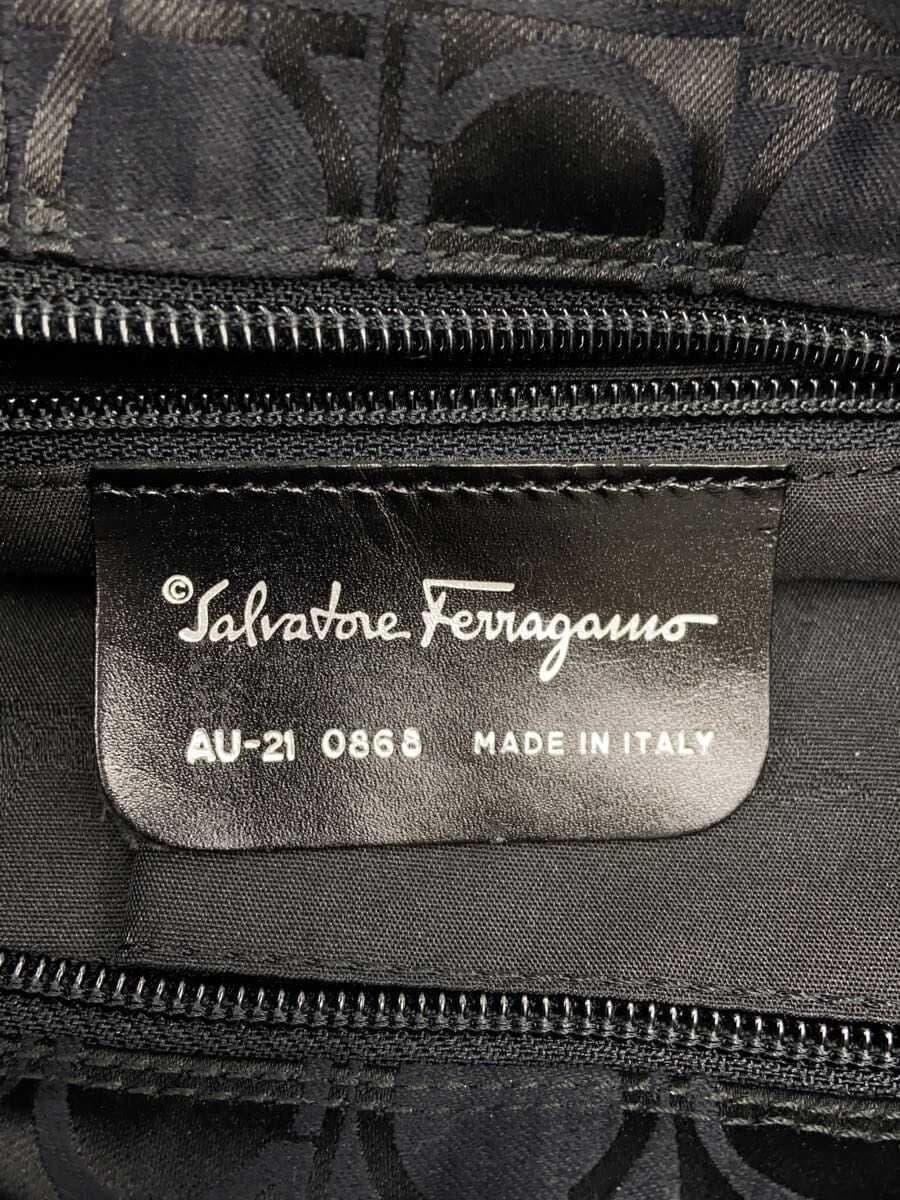 © Salvatore Ferragamo
AU-21 0868 MADE IN ITALY